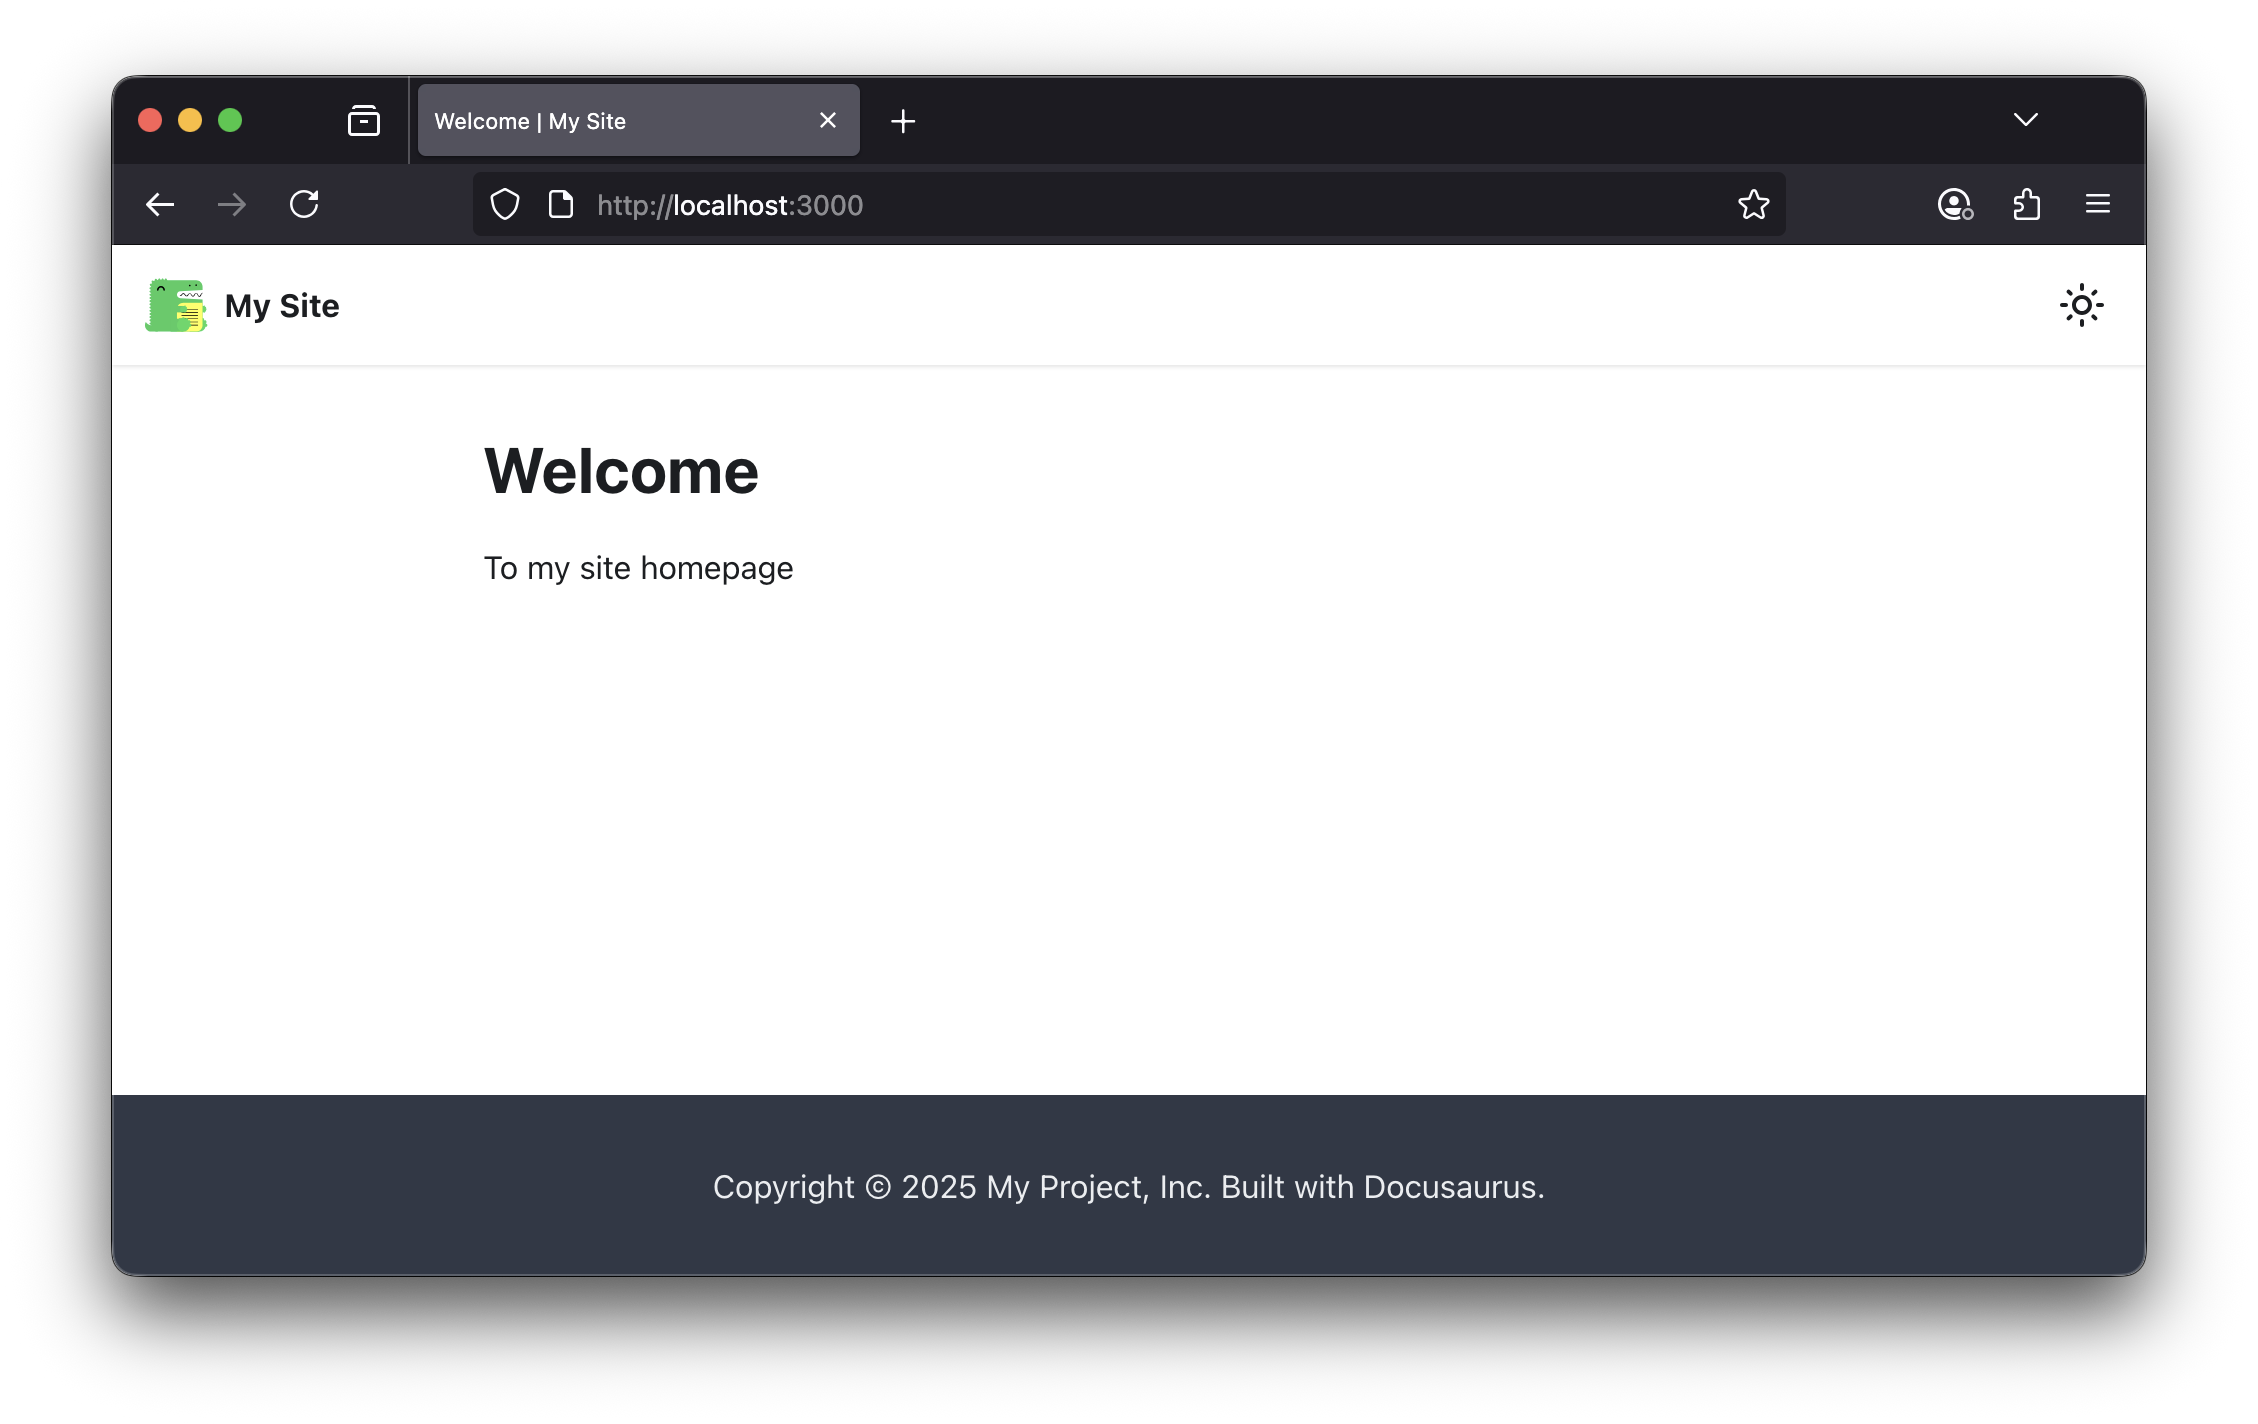 Welcome | My Site
http://localhost:3000
My Site
Welcome
To my site homepage
Copyright © 2025 My Project, Inc. Built with Docusaurus.